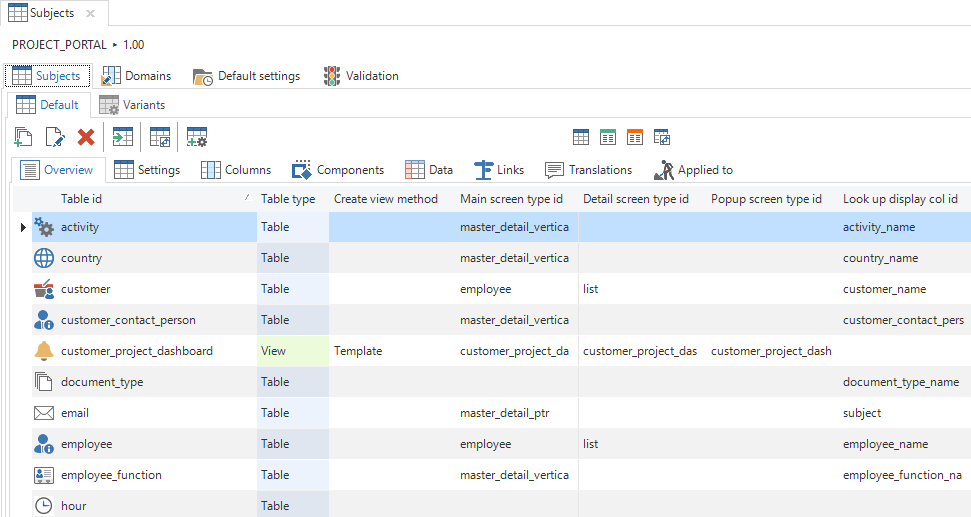 Subjects
PROJECT_PORTAL ▸ 1.00
Subjects Domains Default settings Validation
Default Variants
Overview Settings Columns Components Data Links Translations Applied to
Table id Table type Create view method Main screen type id Detail screen type id Popup screen type id Look up display col id
activity Table master_detail_vertica activity_name
country Table master_detail_vertica country_name
customer Table employee list customer_name
customer_contact_person Table master_detail_vertica customer_contact_pers
customer_project_dashboard View Template customer_project_da customer_project_das customer_project_dash
document_type Table document_type_name
email Table master_detail_ptr subject
employee Table employee list employee_name
employee_function Table master_detail_vertica employee_function_na
hour Table